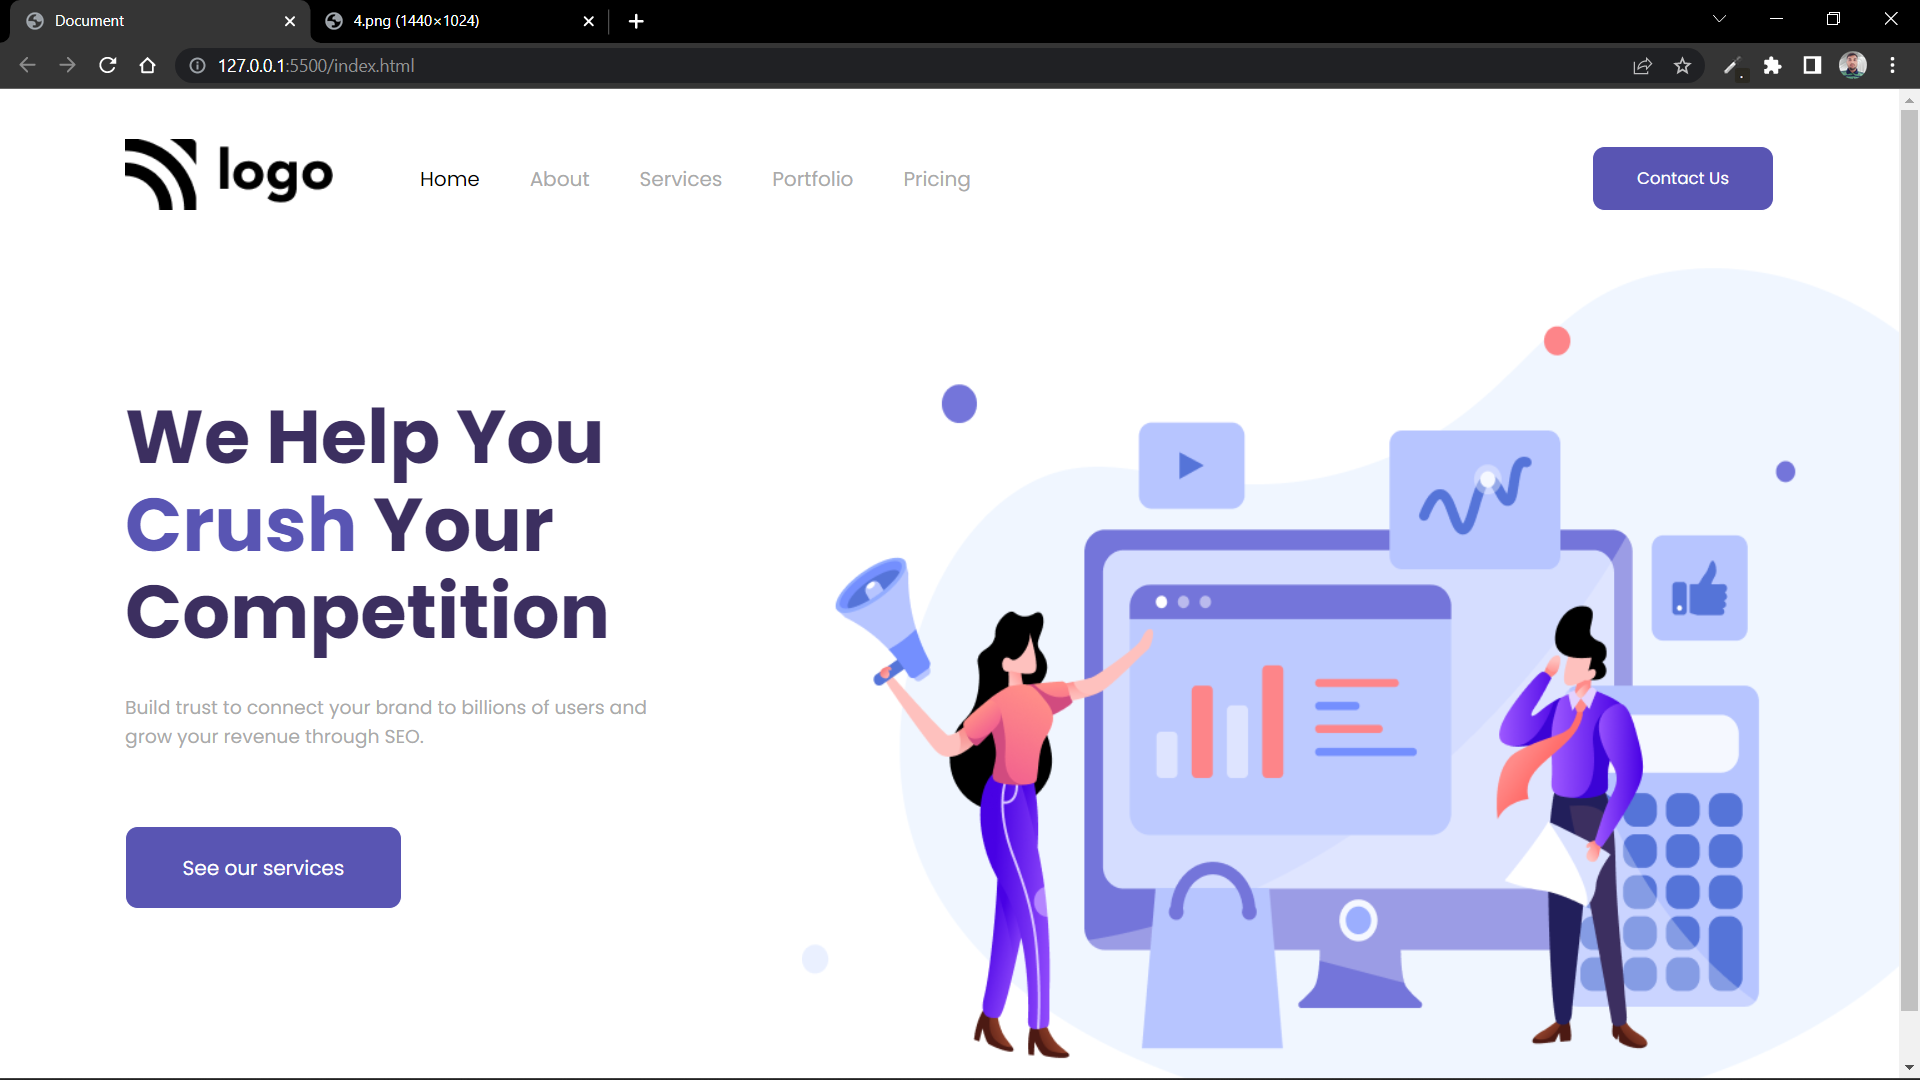 Document
4.png (1440×1024)
127.0.0.1:5500/index.html
logo
Home About Services Portfolio Pricing
Contact Us
We Help You
Crush Your
Competition
Build trust to connect your brand to billions of users and
grow your revenue through SEO.
See our services